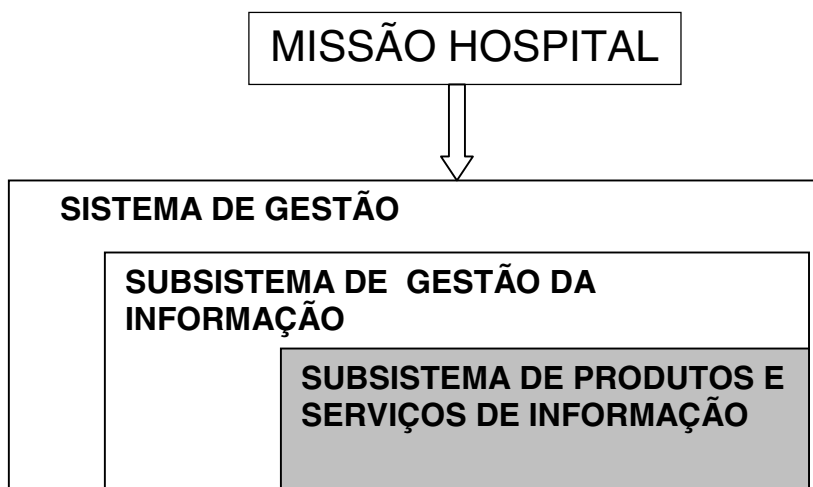 MISSÃO HOSPITAL
SISTEMA DE GESTÃO
SUBSISTEMA DE GESTÃO DA
INFORMAÇÃO
SUBSISTEMA DE PRODUTOS E
SERVIÇOS DE INFORMAÇÃO